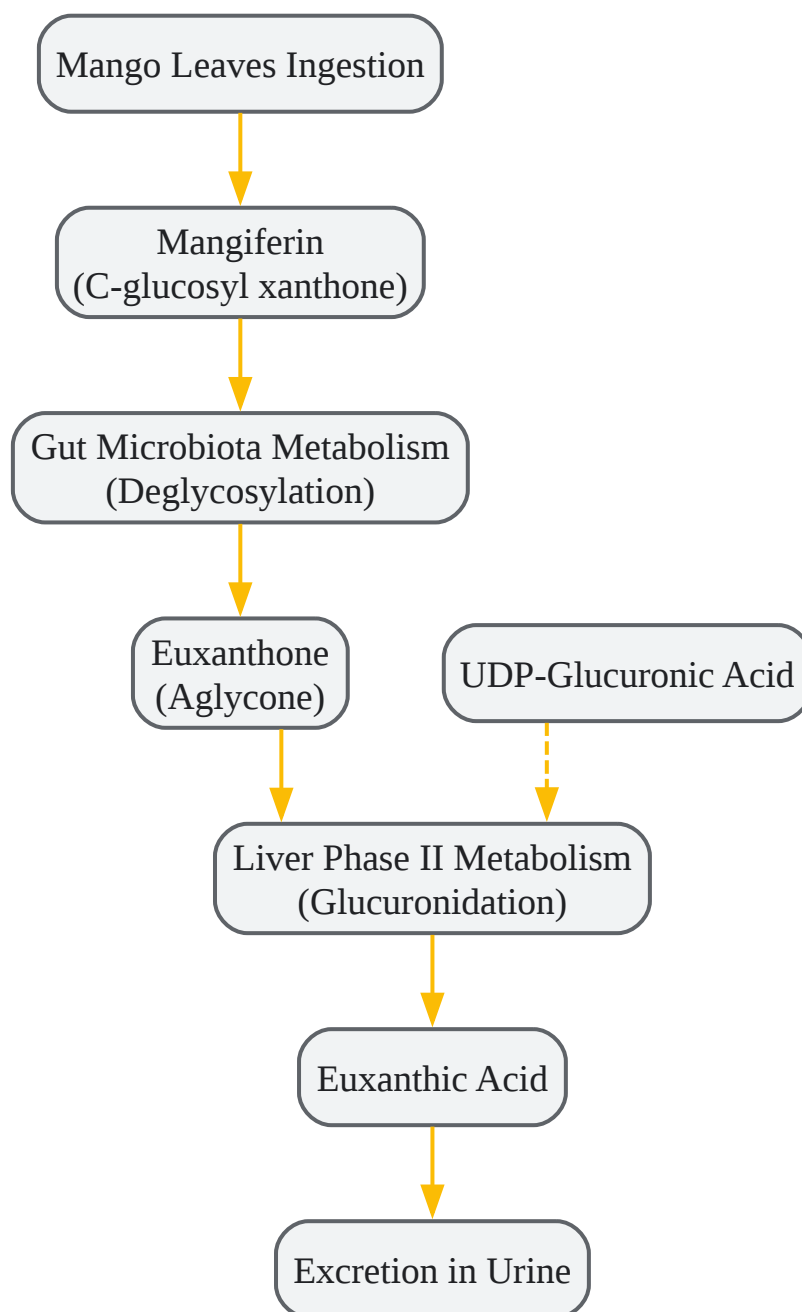 Mango Leaves Ingestion
Mangiferin
(C-glucosyl xanthone)
Gut Microbiota Metabolism
(Deglycosylation)
Euxanthone
(Aglycone)
UDP-Glucuronic Acid
Liver Phase II Metabolism
(Glucuronidation)
Euxanthic Acid
Excretion in Urine